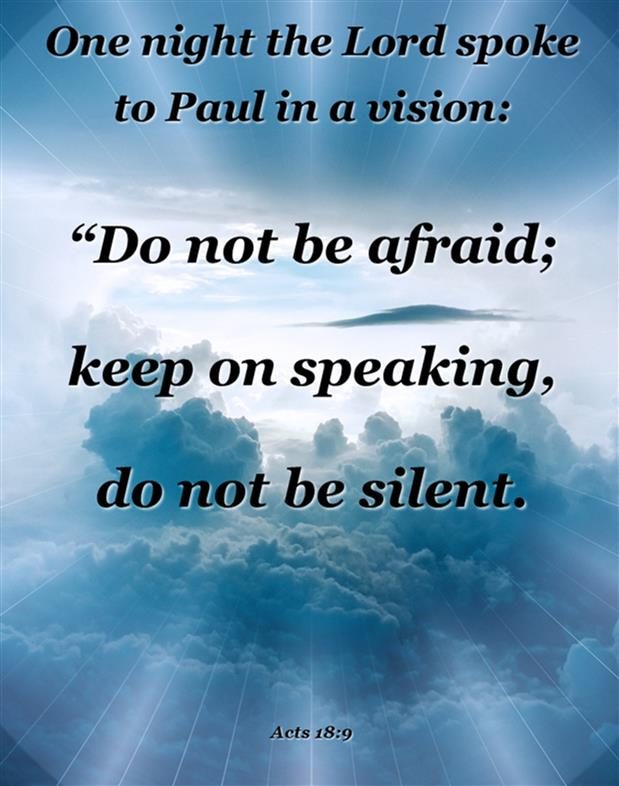 One night the Lord spoke
to Paul in a vision:
“Do not be afraid;
keep on speaking,
do not be silent.
Acts 18:9